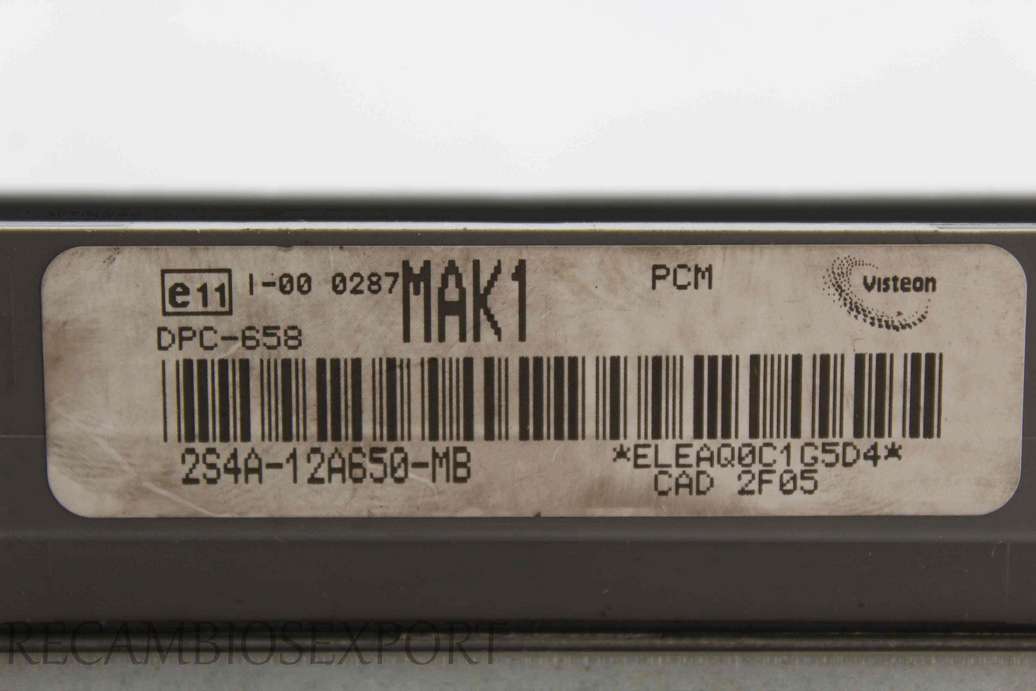 e11 I-00 0287 MAK1 PCM Visteon
DPC-658
2S4A-12A650-MB *ELEAQ0C1G5D4*
CAD 2F05
RECAMBIOSEXPORT